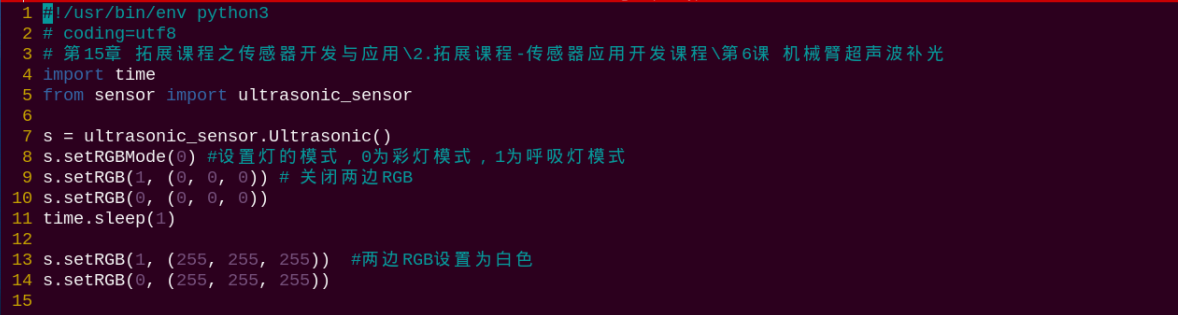 1 #!/usr/bin/env python3
2 # coding=utf8
3 # 第15章 拓展课程之传感器开发与应用\2.拓展课程-传感器应用开发课程\第6课 机械臂超声波补光
4 import time
5 from sensor import ultrasonic_sensor
6
7 s = ultrasonic_sensor.Ultrasonic()
8 s.setRGBMode(0) #设置灯的模式，0为彩灯模式，1为呼吸灯模式
9 s.setRGB(1, (0, 0, 0)) # 关闭两边RGB
10 s.setRGB(0, (0, 0, 0))
11 time.sleep(1)
12
13 s.setRGB(1, (255, 255, 255))  #两边RGB设置为白色
14 s.setRGB(0, (255, 255, 255))
15